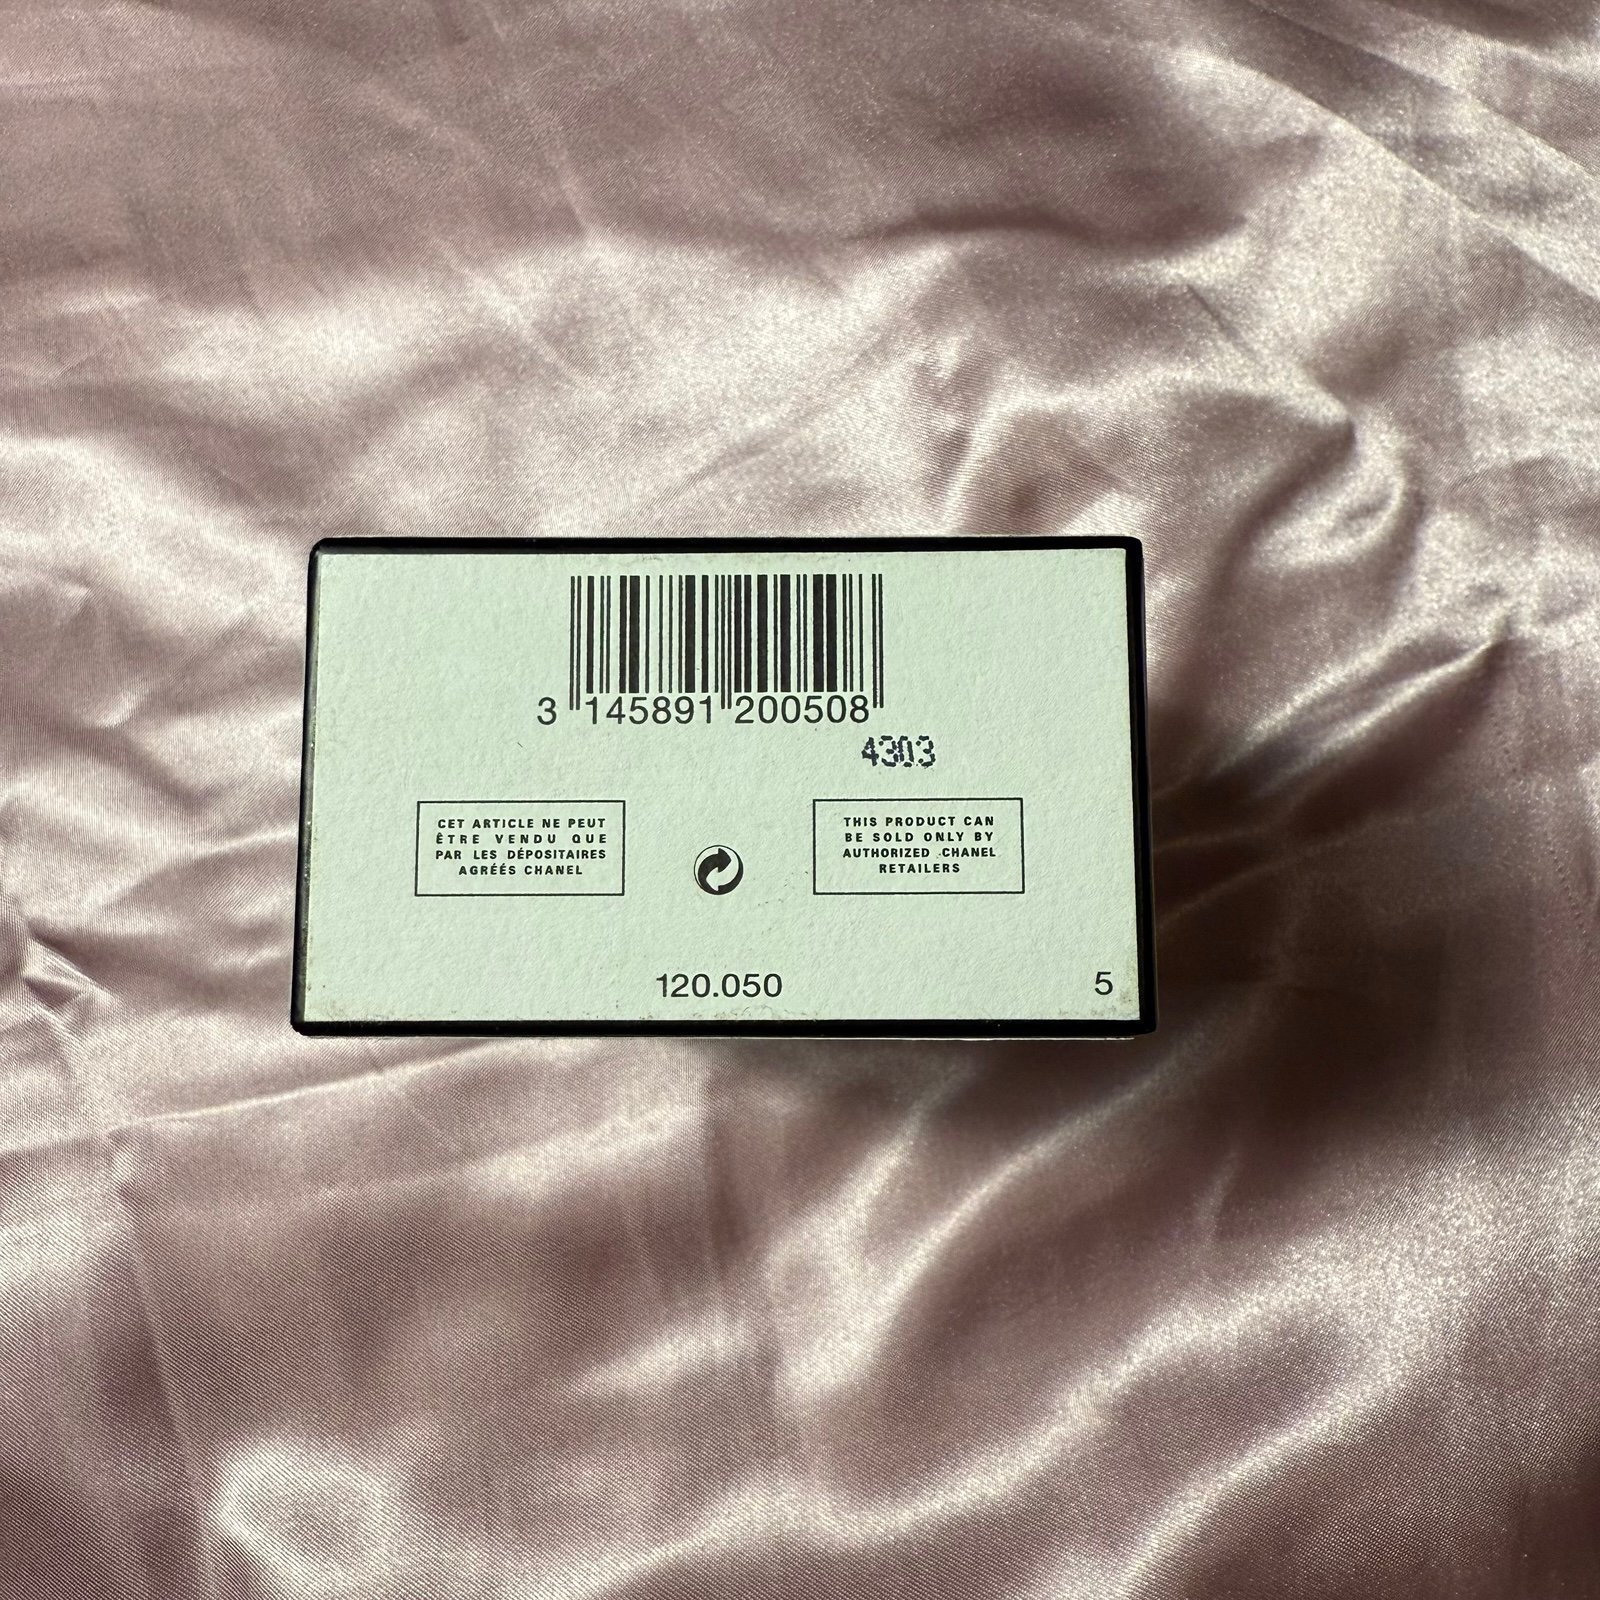 3 145891 200508
4303
CET ARTICLE NE PEUT
ÊTRE VENDU QUE
PAR LES DÉPOSITAIRES
AGRÉÉS CHANEL
THIS PRODUCT CAN
BE SOLD ONLY BY
AUTHORIZED CHANEL
RETAILERS
120.050
5